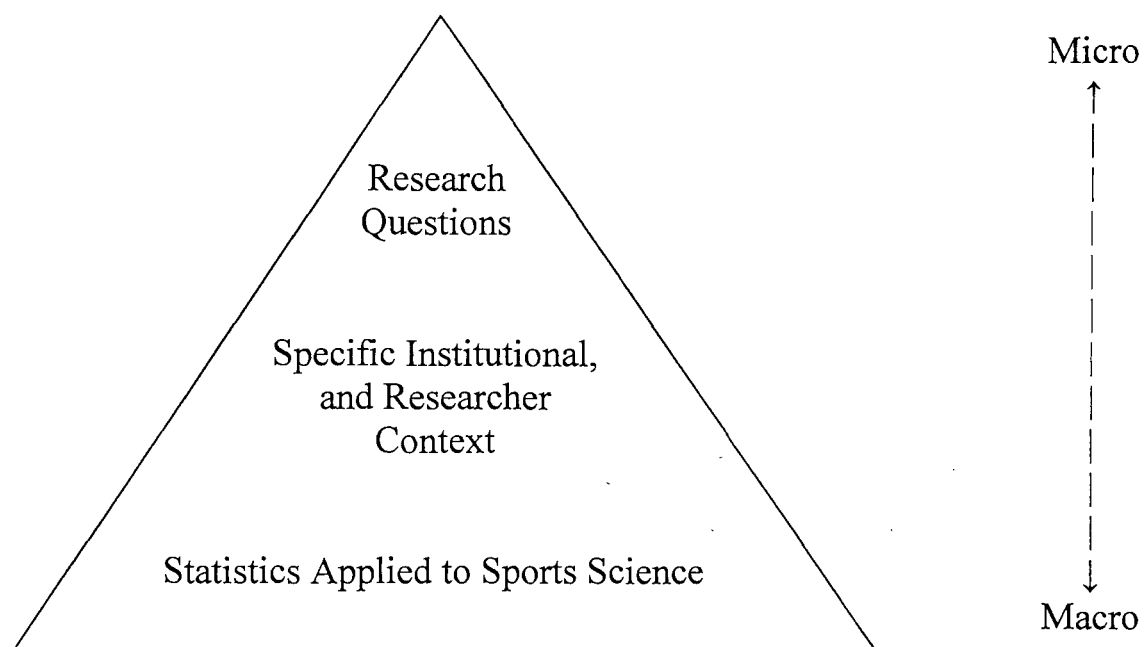 Micro
Research
Questions
Specific Institutional,
and Researcher
Context
Statistics Applied to Sports Science
Macro